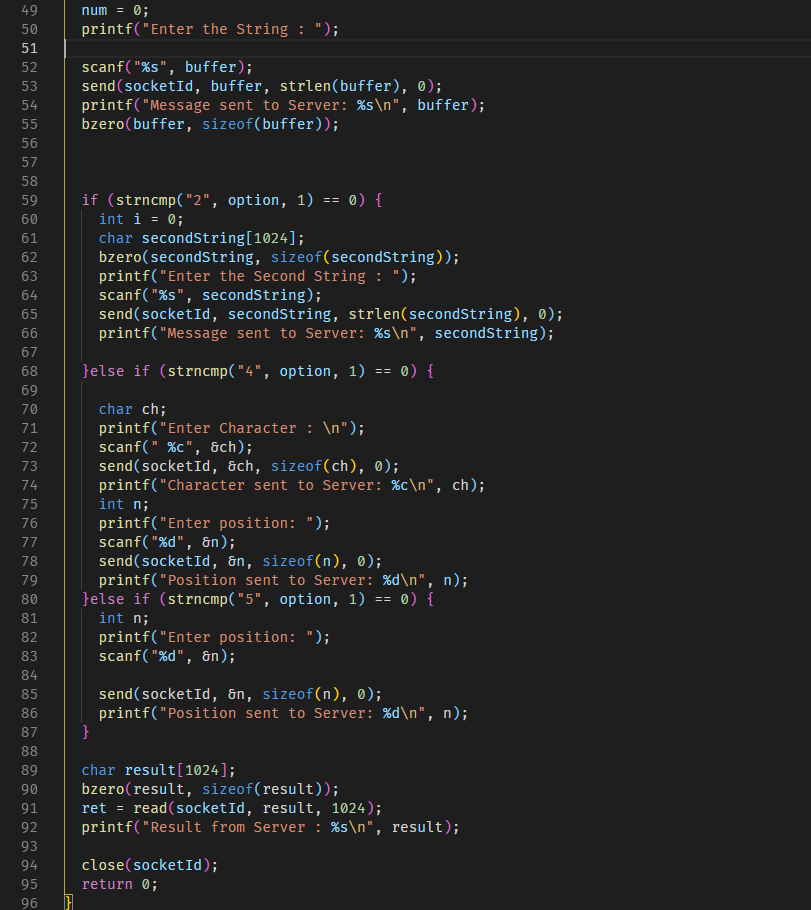 49 num = 0;
50 printf("Enter the String : ");
51
52 scanf("%s", buffer);
53 send(socketId, buffer, strlen(buffer), 0);
54 printf("Message sent to Server: %s\n", buffer);
55 bzero(buffer, sizeof(buffer));
56
57
58
59 if (strncmp("2", option, 1) == 0) {
60 int i = 0;
61 char secondString[1024];
62 bzero(secondString, sizeof(secondString));
63 printf("Enter the Second String : ");
64 scanf("%s", secondString);
65 send(socketId, secondString, strlen(secondString), 0);
66 printf("Message sent to Server: %s\n", secondString);
67
68 }else if (strncmp("4", option, 1) == 0) {
69
70 char ch;
71 printf("Enter Character : \n");
72 scanf(" %c", &ch);
73 send(socketId, &ch, sizeof(ch), 0);
74 printf("Character sent to Server: %c\n", ch);
75 int n;
76 printf("Enter position: ");
77 scanf("%d", &n);
78 send(socketId, &n, sizeof(n), 0);
79 printf("Position sent to Server: %d\n", n);
80 }else if (strncmp("5", option, 1) == 0) {
81 int n;
82 printf("Enter position: ");
83 scanf("%d", &n);
84
85 send(socketId, &n, sizeof(n), 0);
86 printf("Position sent to Server: %d\n", n);
87 }
88
89 char result[1024];
90 bzero(result, sizeof(result));
91 ret = read(socketId, result, 1024);
92 printf("Result from Server : %s\n", result);
93
94 close(socketId);
95 return 0;
96 }